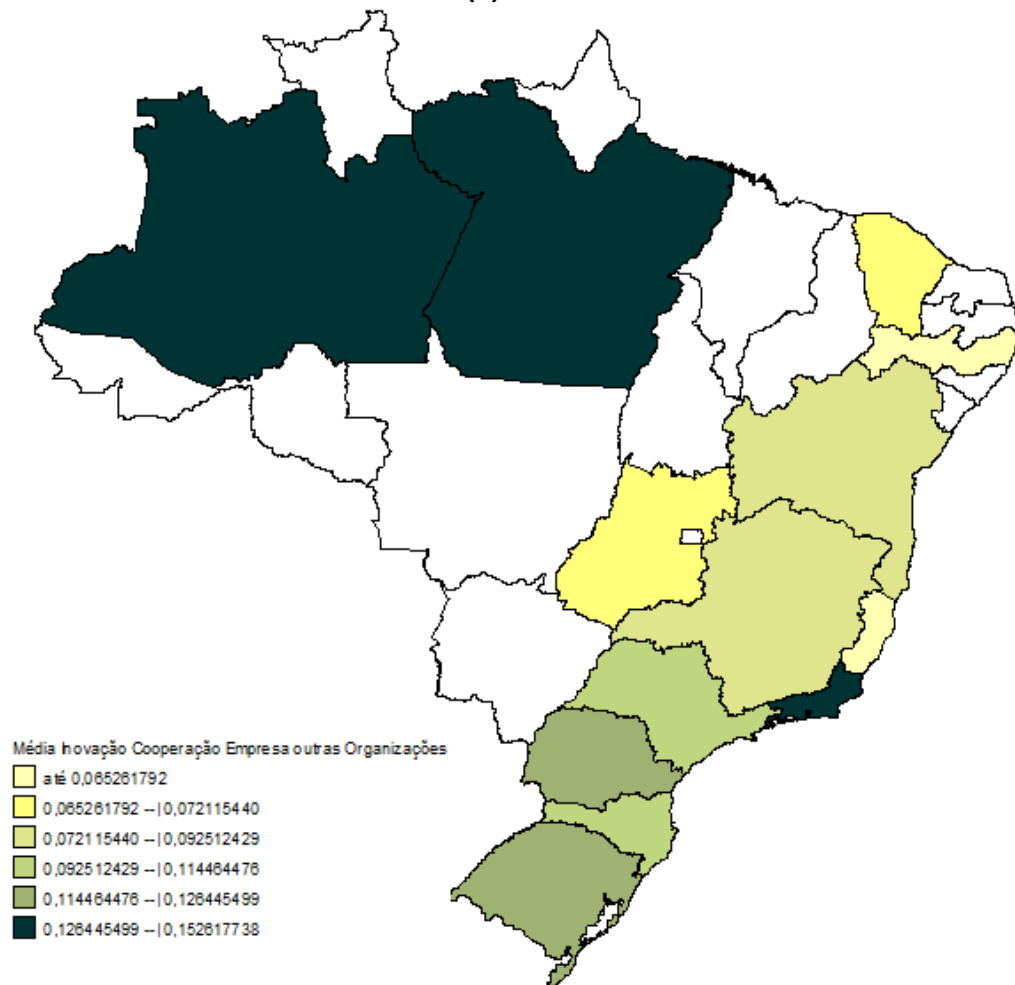 Média Inovação Cooperação Empresa outras Organizações
até 0,065261792
0,065261792 --| 0,072115440
0,072115440 --| 0,092512429
0,092512429 --| 0,114464476
0,114464476 --| 0,126445499
0,126445499 --| 0,152617738